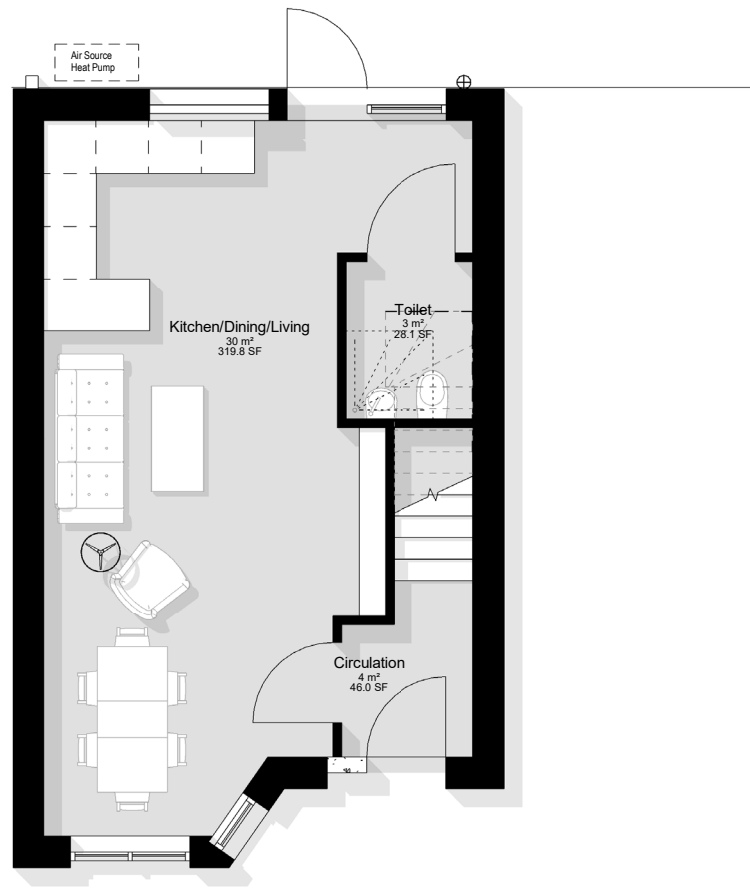 Air Source
Heat Pump
Toilet
3 m²
28.1 SF
Kitchen/Dining/Living
30 m²
319.8 SF
Circulation
4 m²
46.0 SF